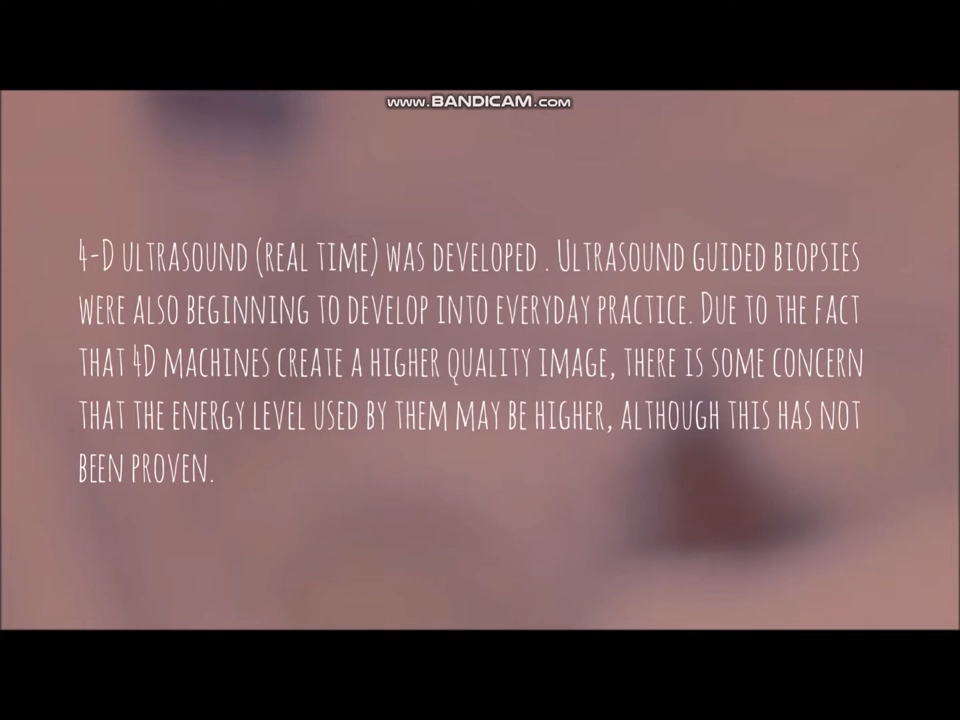 www.BANDICAM.com
4-D ultrasound (real time) was developed . Ultrasound guided biopsies
were also beginning to develop into everyday practice. Due to the fact
that 4D machines create a higher quality image, there is some concern
that the energy level used by them may be higher, although this has not
been proven.